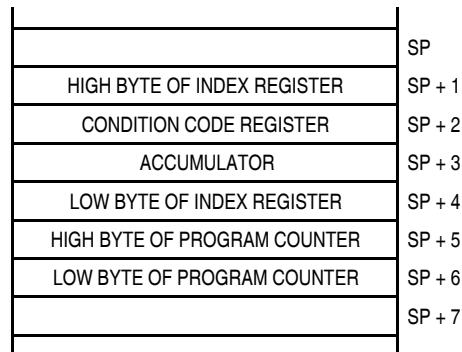 SP
HIGH BYTE OF INDEX REGISTER SP + 1
CONDITION CODE REGISTER SP + 2
ACCUMULATOR SP + 3
LOW BYTE OF INDEX REGISTER SP + 4
HIGH BYTE OF PROGRAM COUNTER SP + 5
LOW BYTE OF PROGRAM COUNTER SP + 6
SP + 7